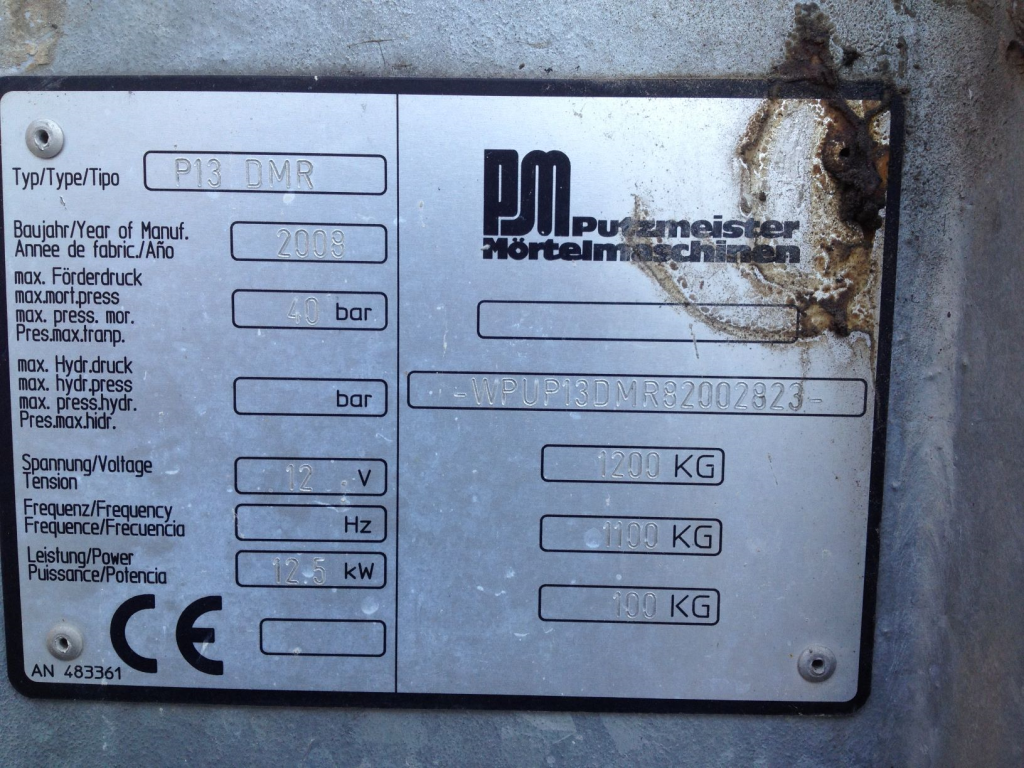 Typ/Type/Tipo P13 DMR
Baujahr/Year of Manuf.
Année de fabric./Año 2008
max. Förderdruck
max.mort.press
max. press. mor. 40 bar
Pres.max.tranp.
max. Hydr.druck
max. hydr.press
max. press.hydr. bar
Pres.max.hidr.
Spannung/Voltage
Tension 12 V
Frequenz/Frequency
Frequence/Frecuencia Hz
Leistung/Power
Puissance/Potencia 12.5 kW
CE
AN 483361
PM
Putzmeister
Mörtelmaschinen
-WPUP13DMR82002823-
1200 KG
1100 KG
100 KG